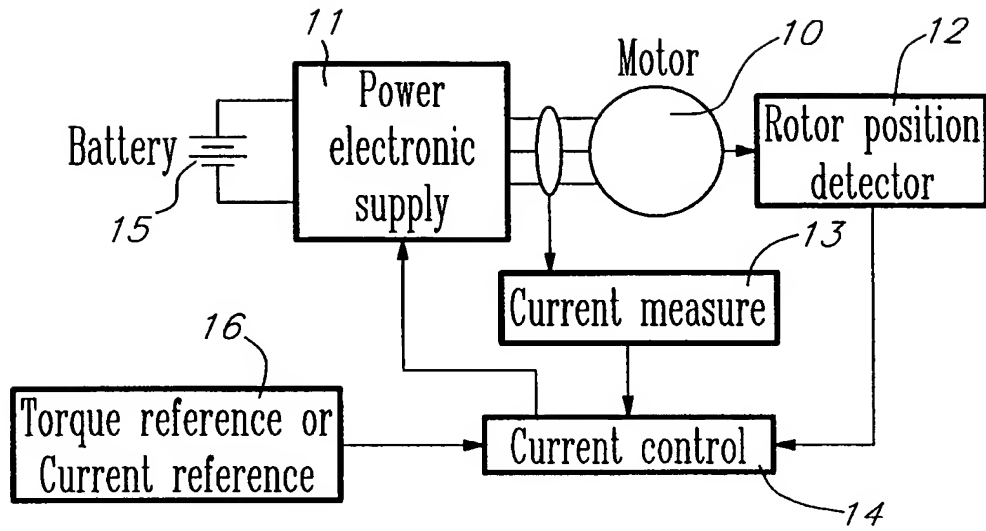 11
Power
electronic
supply
Battery
15
Motor
10
12
Rotor position
detector
13
Current measure
16
Torque reference or
Current reference
Current control
14